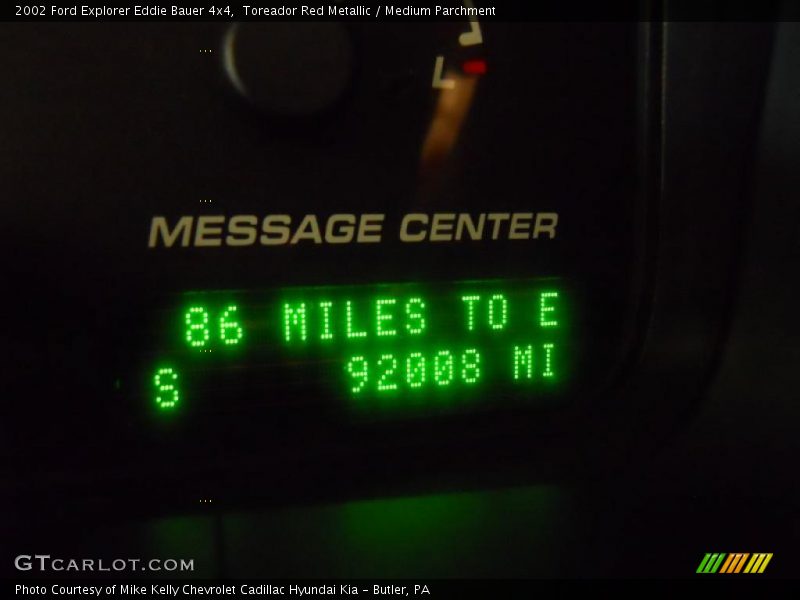 2002 Ford Explorer Eddie Bauer 4x4,  Toreador Red Metallic / Medium Parchment
L
MESSAGE CENTER
86 MILES TO E
S 92008 MI
GTCARLOT.COM
Photo Courtesy of Mike Kelly Chevrolet Cadillac Hyundai Kia – Butler, PA